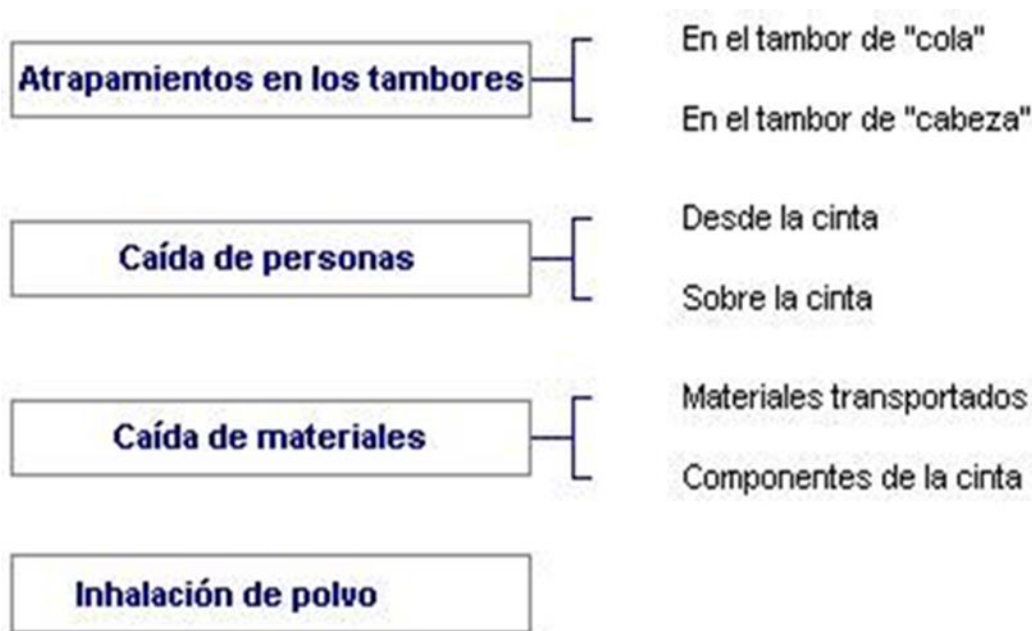 Atrapamientos en los tambores
En el tambor de "cola"
En el tambor de "cabeza"
Caída de personas
Desde la cinta
Sobre la cinta
Caída de materiales
Materiales transportados
Componentes de la cinta
Inhalación de polvo